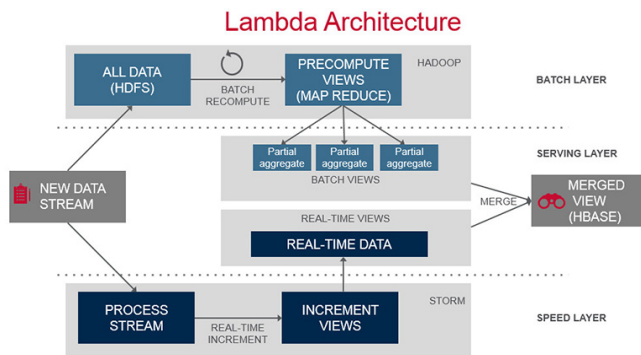 Lambda Architecture
ALL DATA
(HDFS)
BATCH
RECOMPUTE
PRECOMPUTE
VIEWS
(MAP REDUCE)
HADOOP
BATCH LAYER
Partial
aggregate
Partial
aggregate
Partial
aggregate
BATCH VIEWS
SERVING LAYER
NEW DATA
STREAM
MERGE
MERGED
VIEW
(HBASE)
REAL-TIME VIEWS
REAL-TIME DATA
PROCESS
STREAM
REAL-TIME
INCREMENT
INCREMENT
VIEWS
STORM
SPEED LAYER